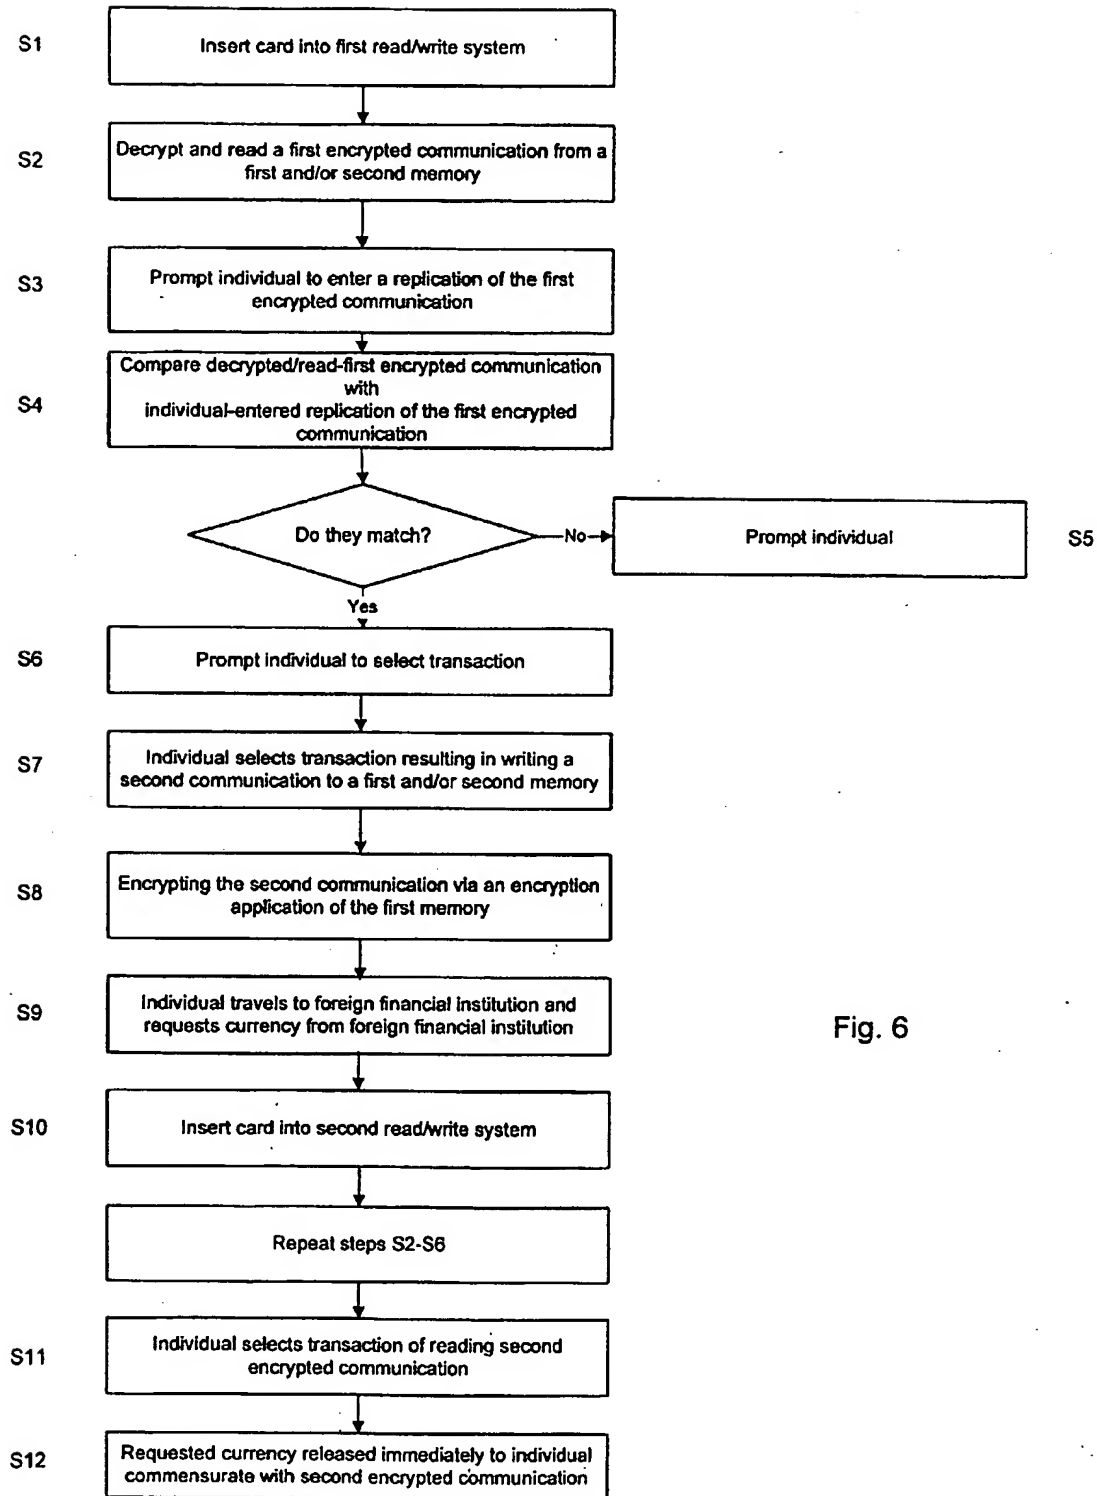 S1
Insert card into first read/write system
S2
Decrypt and read a first encrypted communication from a
first and/or second memory
S3
Prompt individual to enter a replication of the first
encrypted communication
S4
Compare decrypted/read-first encrypted communication
with
individual-entered replication of the first encrypted
communication
Do they match?
No
Prompt individual
S5
Yes
S6
Prompt individual to select transaction
S7
Individual selects transaction resulting in writing a
second communication to a first and/or second memory
S8
Encrypting the second communication via an encryption
application of the first memory
S9
Individual travels to foreign financial institution and
requests currency from foreign financial institution
Fig. 6
S10
Insert card into second read/write system
Repeat steps S2-S6
S11
Individual selects transaction of reading second
encrypted communication
S12
Requested currency released immediately to individual
commensurate with second encrypted communication